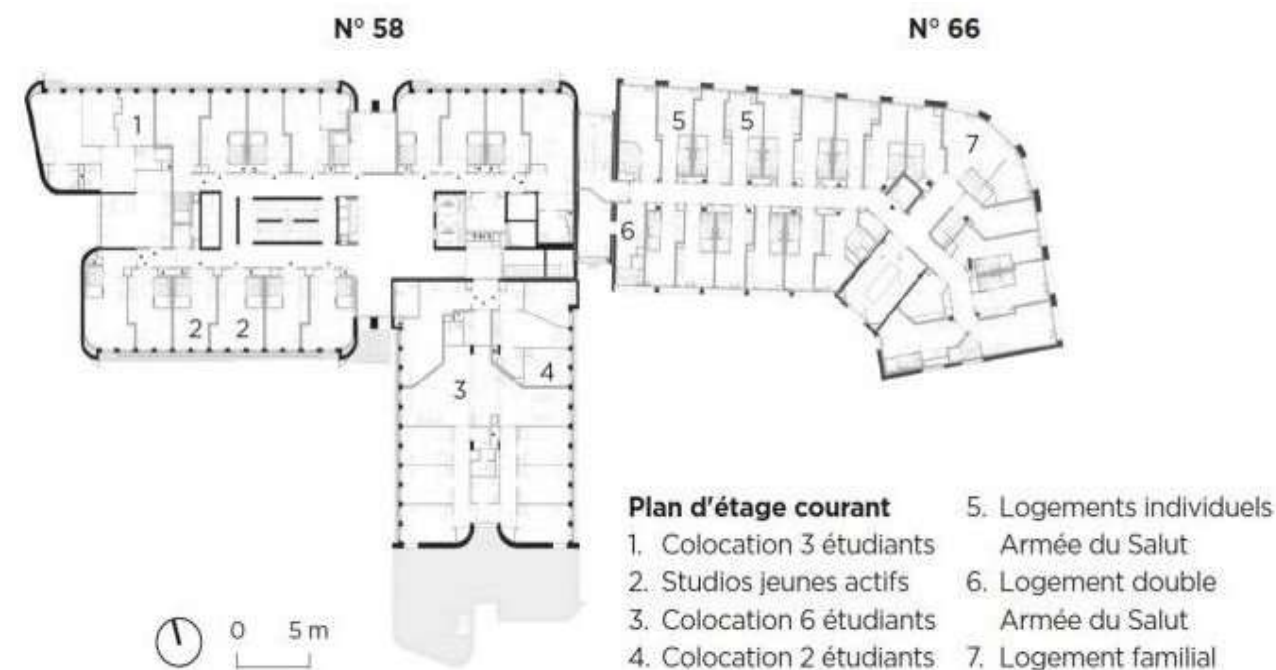 N° 58
N° 66
1
5
5
7
6
2
2
3
4
0
5 m
Plan d'étage courant
1. Colocation 3 étudiants
2. Studios jeunes actifs
3. Colocation 6 étudiants
4. Colocation 2 étudiants
5. Logements individuels
Armée du Salut
6. Logement double
Armée du Salut
7. Logement familial